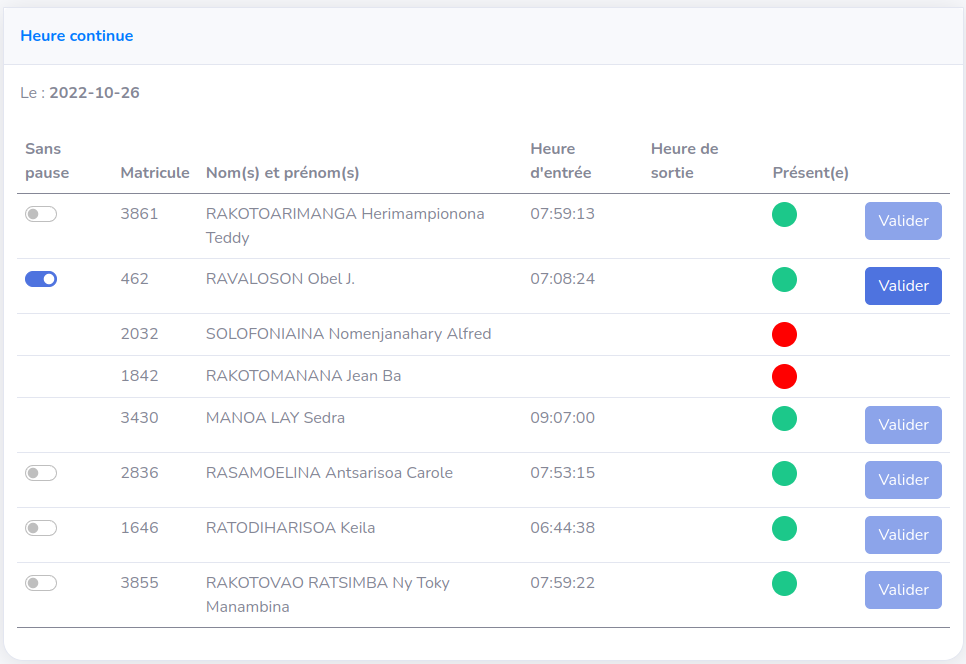 Heure continue
Le : 2022-10-26
Sans pause Matricule Nom(s) et prénom(s) Heure d'entrée Heure de sortie Présent(e)
3861 RAKOTOARIMANGA Herimampionona 07:59:13 Valider
Teddy
462 RAVALOSON Obel J. 07:08:24 Valider
2032 SOLOFONIAINA Nomenjanahary Alfred
1842 RAKOTOMANANA Jean Ba
3430 MANOA LAY Sedra 09:07:00 Valider
2836 RASAMOELINA Antsarisoa Carole 07:53:15 Valider
1646 RATODIHARISOA Keila 06:44:38 Valider
3855 RAKOTOVAO RATSIMBA Ny Toky 07:59:22 Valider
Manambina